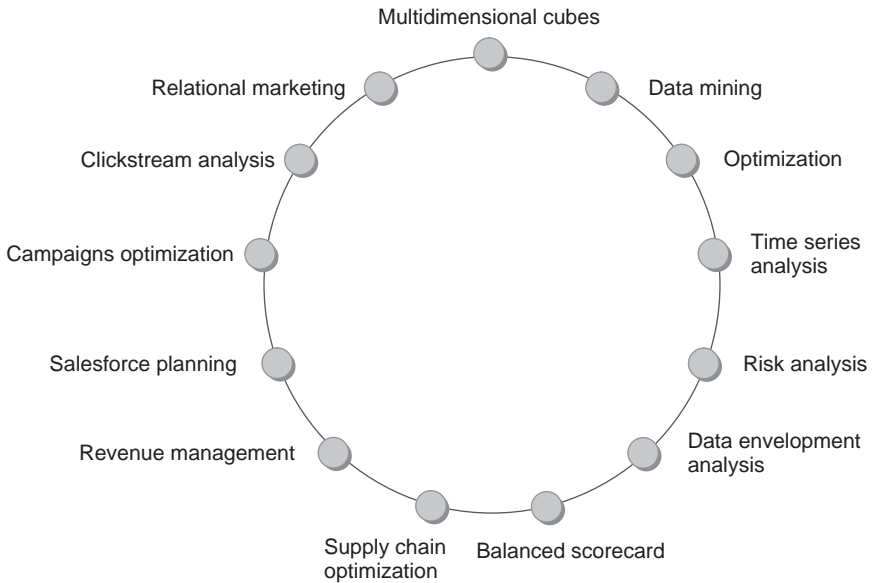 Multidimensional cubes
Relational marketing
Data mining
Clickstream analysis
Optimization
Campaigns optimization
Time series
analysis
Salesforce planning
Risk analysis
Revenue management
Data envelopment
analysis
Supply chain
optimization
Balanced scorecard